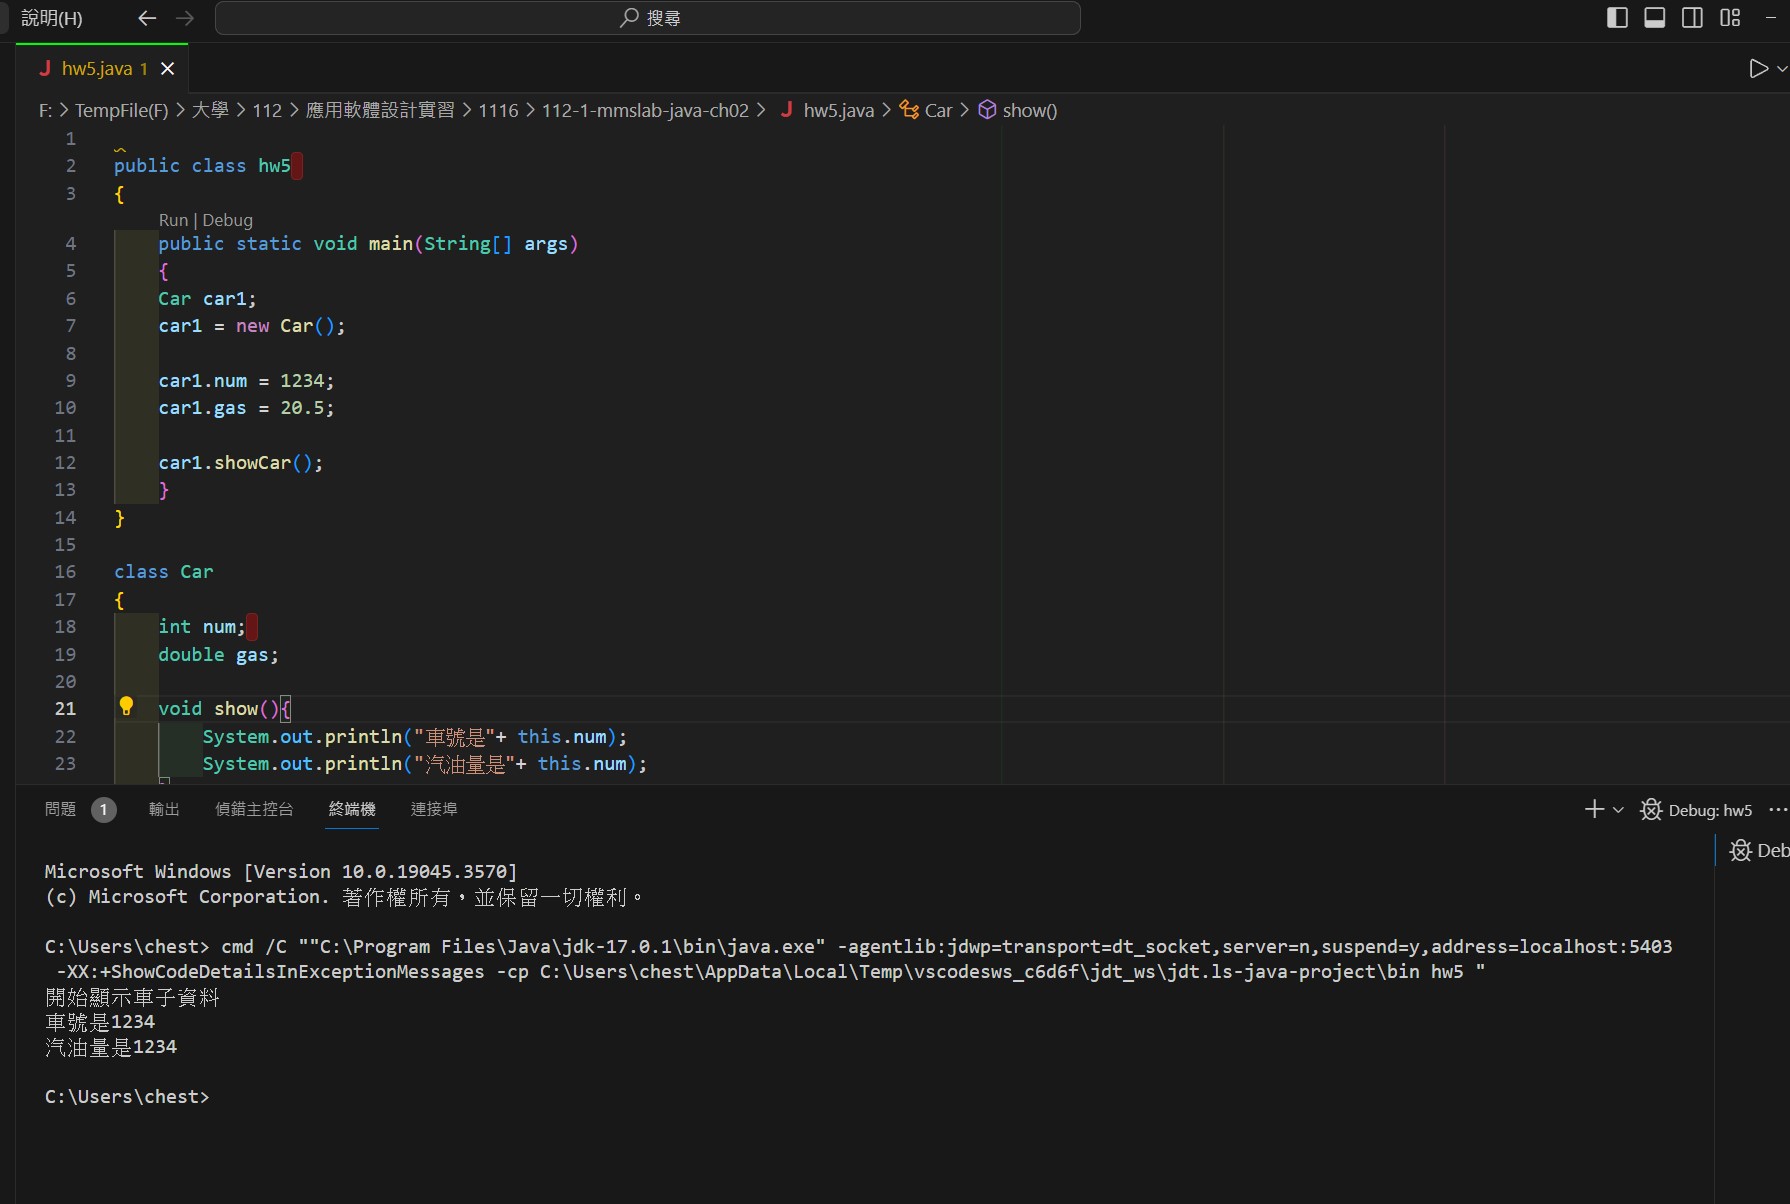 說明(H)
搜尋
hw5.java 1
F: > TempFile(F) > 大學 > 112 > 應用軟體設計實習 > 1116 > 112-1-mmslab-java-ch02 > hw5.java > Car > show()
1
2 public class hw5
3 {
Run | Debug
4 public static void main(String[] args)
5 {
6 Car car1;
7 car1 = new Car();
8
9 car1.num = 1234;
10 car1.gas = 20.5;
11
12 car1.showCar();
13 }
14 }
15
16 class Car
17 {
18 int num;
19 double gas;
20
21 void show(){
22 System.out.println("車號是"+ this.num);
23 System.out.println("汽油量是"+ this.num);
問題 1 輸出 偵錯主控台 終端機 連接埠
Debug: hw5
Deb
Microsoft Windows [Version 10.0.19045.3570]
(c) Microsoft Corporation. 著作權所有，並保留一切權利。
C:\Users\chest> cmd /C ""C:\Program Files\Java\jdk-17.0.1\bin\java.exe" -agentlib:jdwp=transport=dt_socket,server=n,suspend=y,address=localhost:5403
-XX:+ShowCodeDetailsInExceptionMessages -cp C:\Users\chest\AppData\Local\Temp\vscodesws_c6d6f\jdt_ws\jdt.ls-java-project\bin hw5 "
開始顯示車子資料
車號是1234
汽油量是1234
C:\Users\chest>